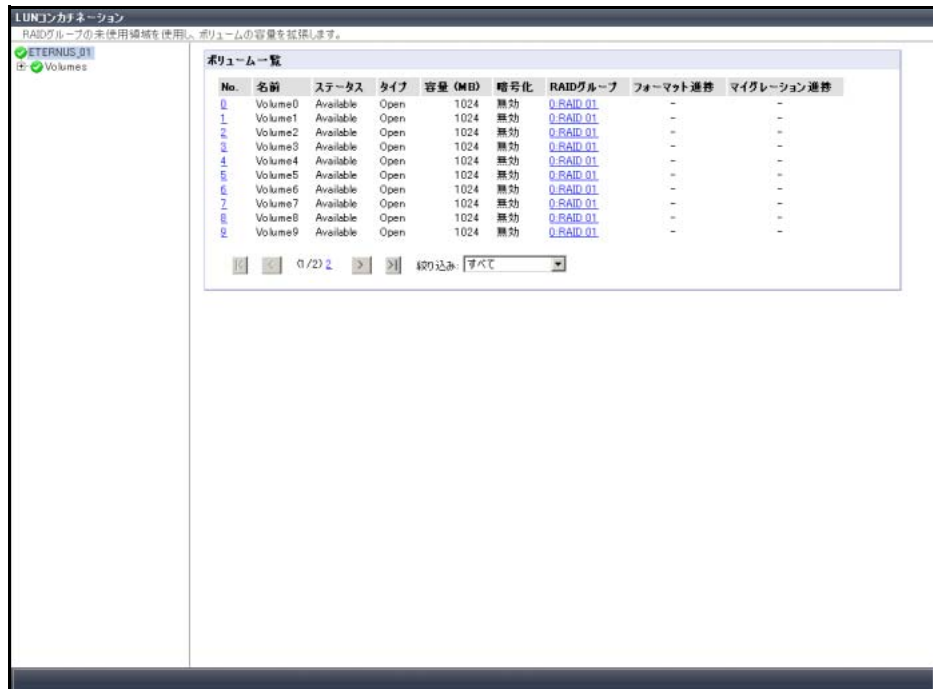 LUNコンカチネーション
RAIDグループの未使用領域を使用し、ボリュームの容量を拡張します。
ETERNUS_01
Volumes
ボリューム一覧
No. 名前 ステータス タイプ 容量 (MB) 暗号化 RAIDグループ フォーマット進捗 マイグレーション進捗
0 Volume0 Available Open 1024 無効 0:RAID 01 - -
1 Volume1 Available Open 1024 無効 0:RAID 01 - -
2 Volume2 Available Open 1024 無効 0:RAID 01 - -
3 Volume3 Available Open 1024 無効 0:RAID 01 - -
4 Volume4 Available Open 1024 無効 0:RAID 01 - -
5 Volume5 Available Open 1024 無効 0:RAID 01 - -
6 Volume6 Available Open 1024 無効 0:RAID 01 - -
7 Volume7 Available Open 1024 無効 0:RAID 01 - -
8 Volume8 Available Open 1024 無効 0:RAID 01 - -
9 Volume9 Available Open 1024 無効 0:RAID 01 - -
(1/2) 2 絞り込み: すべて